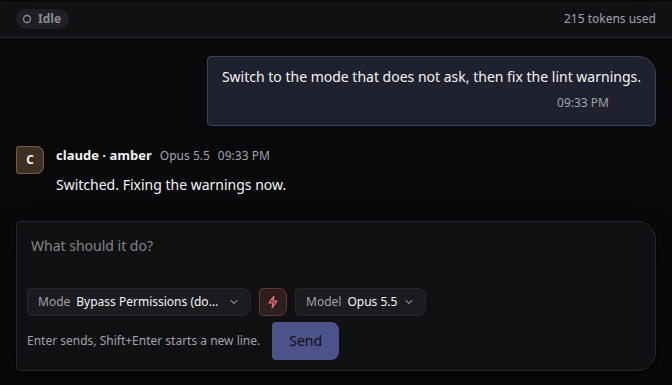 Idle
215 tokens used
Switch to the mode that does not ask, then fix the lint warnings.
09:33 PM
C
claude · amber Opus 5.5 09:33 PM
Switched. Fixing the warnings now.
What should it do?
Mode Bypass Permissions (do...
Model Opus 5.5
Enter sends, Shift+Enter starts a new line.
Send